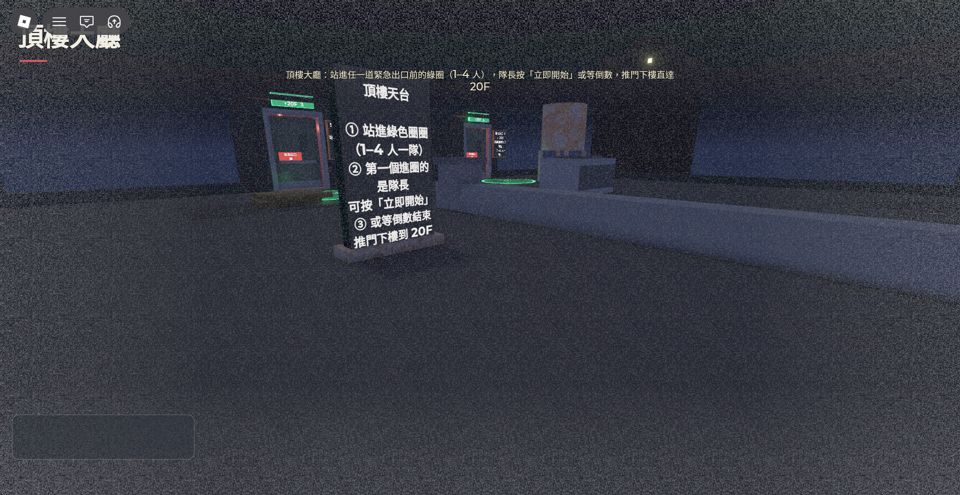 頂樓大廳
頂樓大廳：站進任一道緊急出口前的綠圈（1–4 人），隊長按「立即開始」或等倒數，推門下樓直達
20F
頂樓天台
① 站進綠色圈圈
（1–4 人一隊）
② 第一個進圈的
是隊長
可按「立即開始」
③ 或等倒數結束
推門下樓到 20F